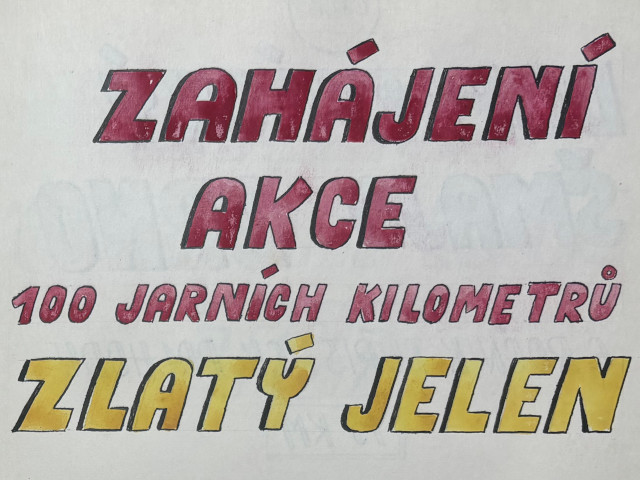 ZAHÁJENÍ
AKCE
100 JARNÍCH KILOMETRŮ
ZLATÝ JELEN